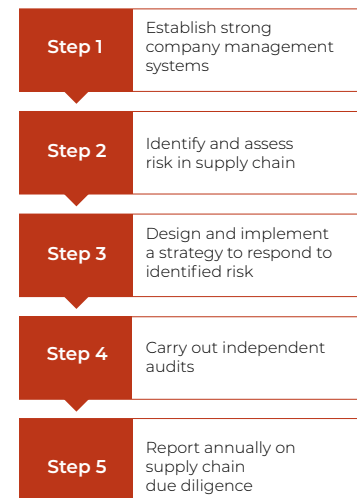 Step 1
Establish strong
company management
systems
Step 2
Identify and assess
risk in supply chain
Step 3
Design and implement
a strategy to respond to
identified risk
Step 4
Carry out independent
audits
Step 5
Report annually on
supply chain
due diligence